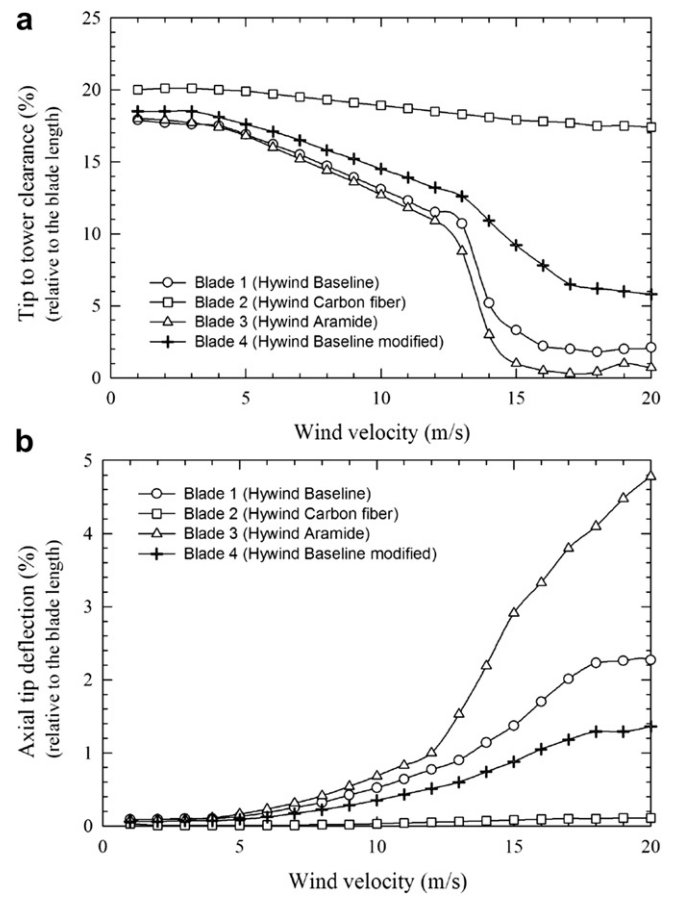 a
25
20
15
10
5
0
Tip to tower clearance (%)
(relative to the blade length)
Blade 1 (Hywind Baseline)
Blade 2 (Hywind Carbon fiber)
Blade 3 (Hywind Aramide)
Blade 4 (Hywind Baseline modified)
0 5 10 15 20
Wind velocity (m/s)
b
5
4
3
2
1
0
Axial tip deflection (%)
(relative to the blade length)
Blade 1 (Hywind Baseline)
Blade 2 (Hywind Carbon fiber)
Blade 3 (Hywind Aramide)
Blade 4 (Hywind Baseline modified)
0 5 10 15 20
Wind velocity (m/s)